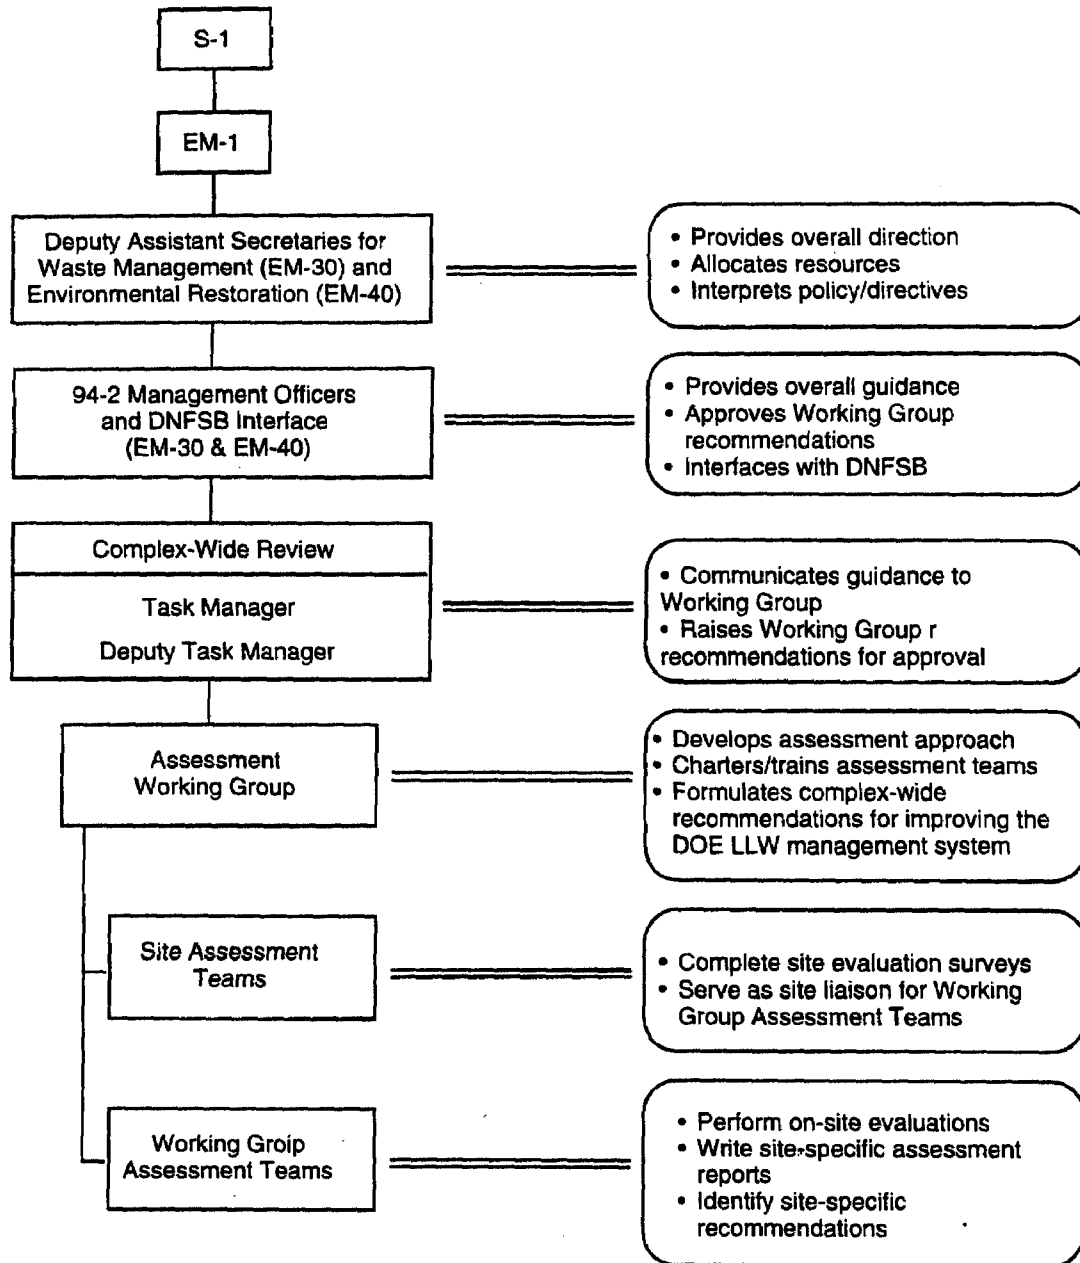 S-1
EM-1
Deputy Assistant Secretaries for
Waste Management (EM-30) and
Environmental Restoration (EM-40)
• Provides overall direction
• Allocates resources
• Interprets policy/directives
94-2 Management Officers
and DNFSB Interface
(EM-30 & EM-40)
• Provides overall guidance
• Approves Working Group
recommendations
• Interfaces with DNFSB
Complex-Wide Review
Task Manager
Deputy Task Manager
• Communicates guidance to
Working Group
• Raises Working Group r
recommendations for approval
Assessment
Working Group
• Develops assessment approach
• Charters/trains assessment teams
• Formulates complex-wide
recommendations for improving the
DOE LLW management system
Site Assessment
Teams
• Complete site evaluation surveys
• Serve as site liaison for Working
Group Assessment Teams
Working Groip
Assessment Teams
• Perform on-site evaluations
• Write site-specific assessment
reports
• Identify site-specific
recommendations